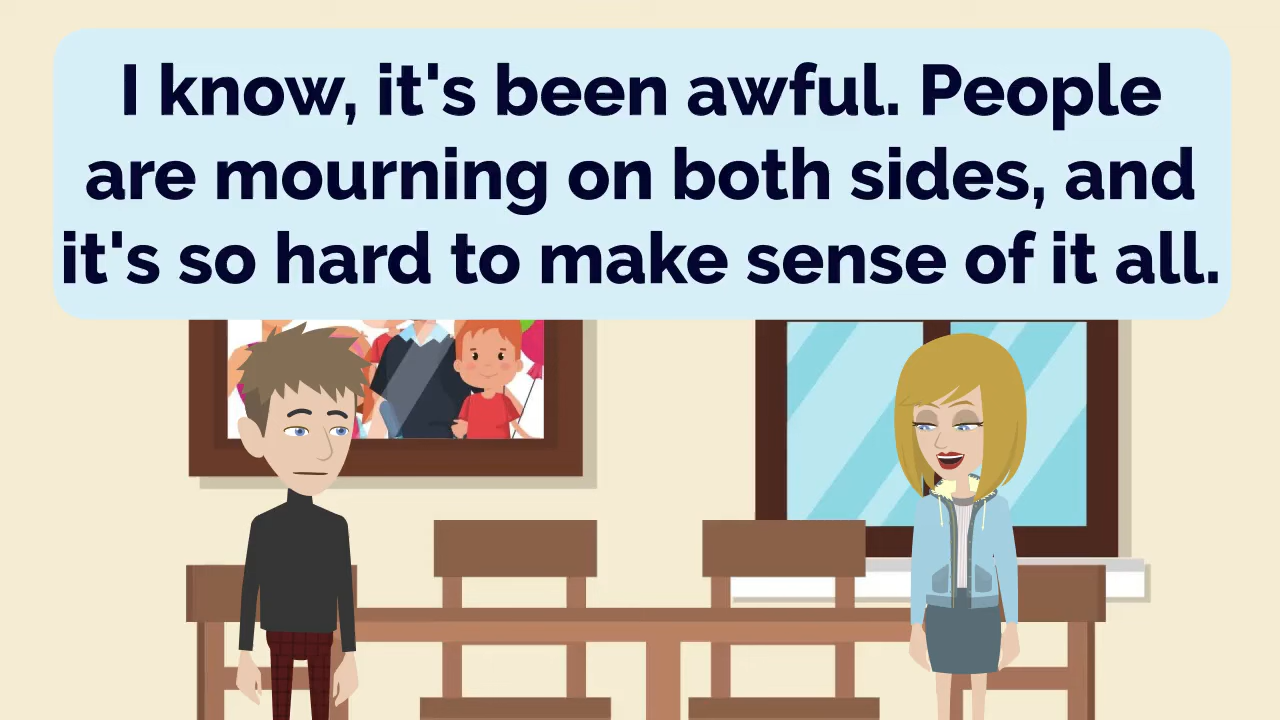 I know, it's been awful. People
are mourning on both sides, and
it's so hard to make sense of it all.